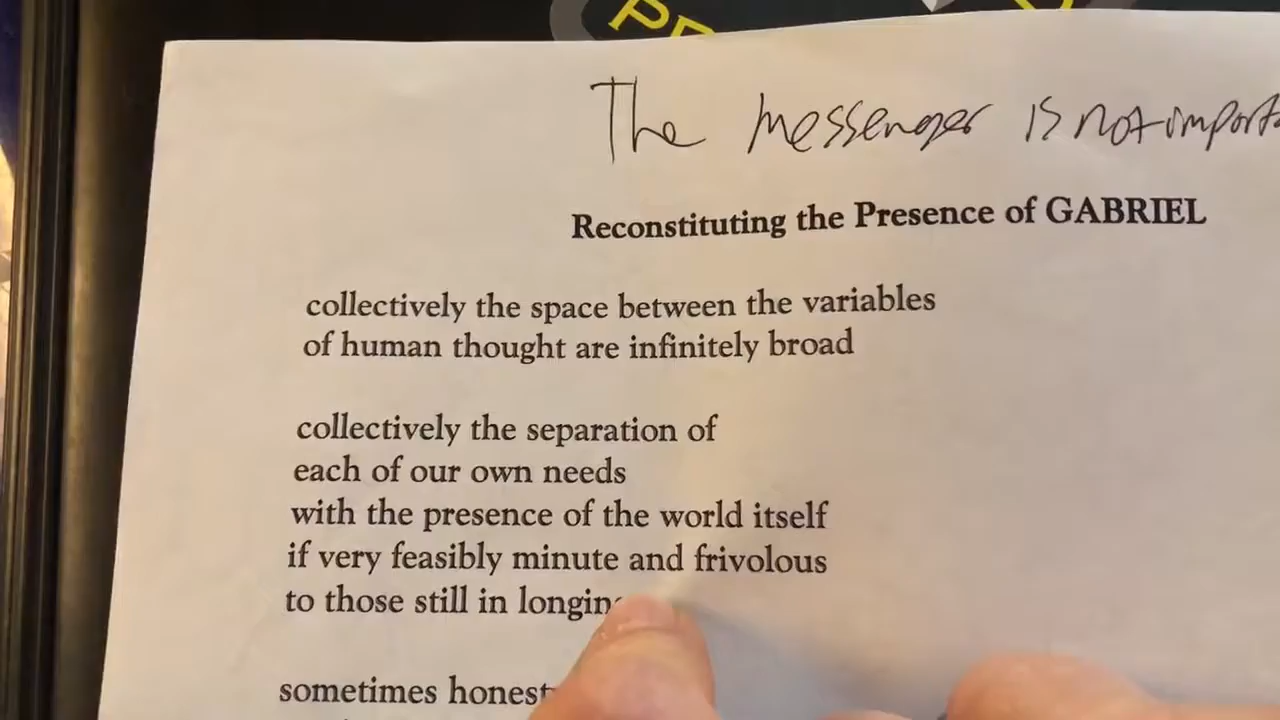 The messenger is not
Reconstituting the Presence of GABRIEL
collectively the space between the variables
of human thought are infinitely broad
collectively the separation of
each of our own needs
with the presence of the world itself
if very feasibly minute and frivolous
to those still in
sometimes